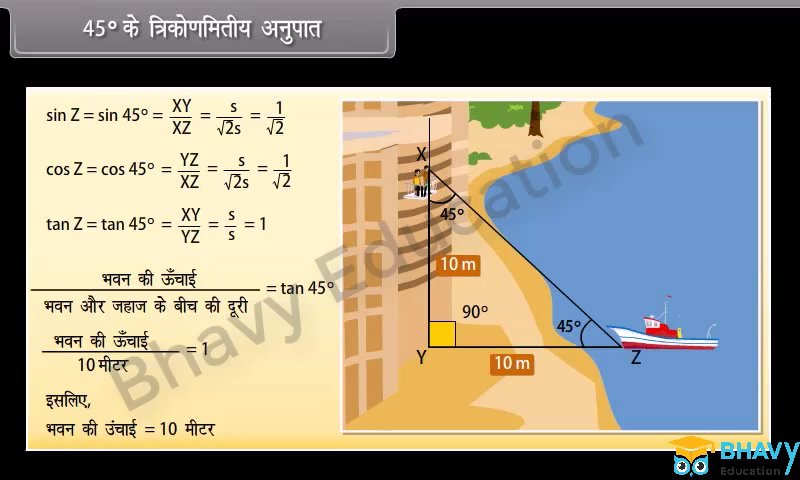 45° के त्रिकोणमितीय अनुपात
sin Z = sin 45° = XY/XZ = s/√2s = 1/√2
cos Z = cos 45° = YZ/XZ = s/√2s = 1/√2
tan Z = tan 45° = XY/YZ = s/s = 1
भवन की ऊँचाई / भवन और जहाज के बीच की दूरी = tan 45°
भवन की ऊँचाई / 10 मीटर = 1
इसलिए,
भवन की उंचाई = 10 मीटर
X
45°
10 m
90°
45°
Y
10 m
Z
Bhavy Education
BHAVY
Education